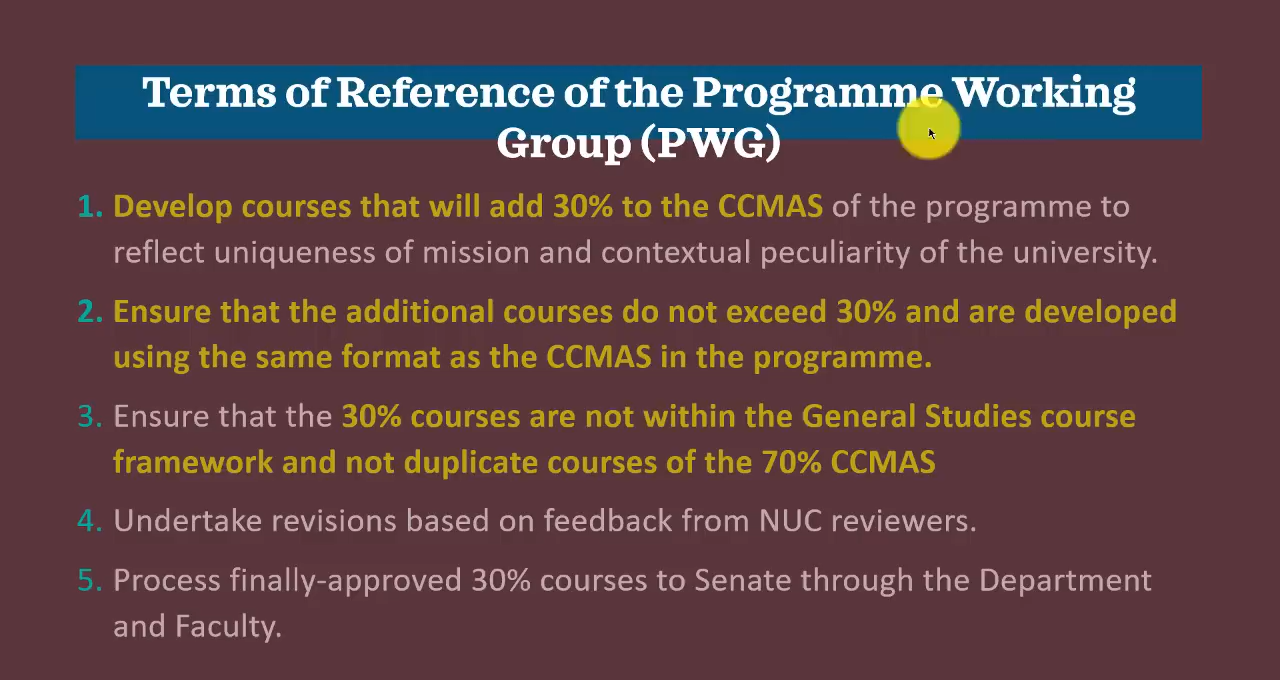 Terms of Reference of the Programme Working
Group (PWG)
1. Develop courses that will add 30% to the CCMAS of the programme to
reflect uniqueness of mission and contextual peculiarity of the university.
2. Ensure that the additional courses do not exceed 30% and are developed
using the same format as the CCMAS in the programme.
3. Ensure that the 30% courses are not within the General Studies course
framework and not duplicate courses of the 70% CCMAS
4. Undertake revisions based on feedback from NUC reviewers.
5. Process finally-approved 30% courses to Senate through the Department
and Faculty.